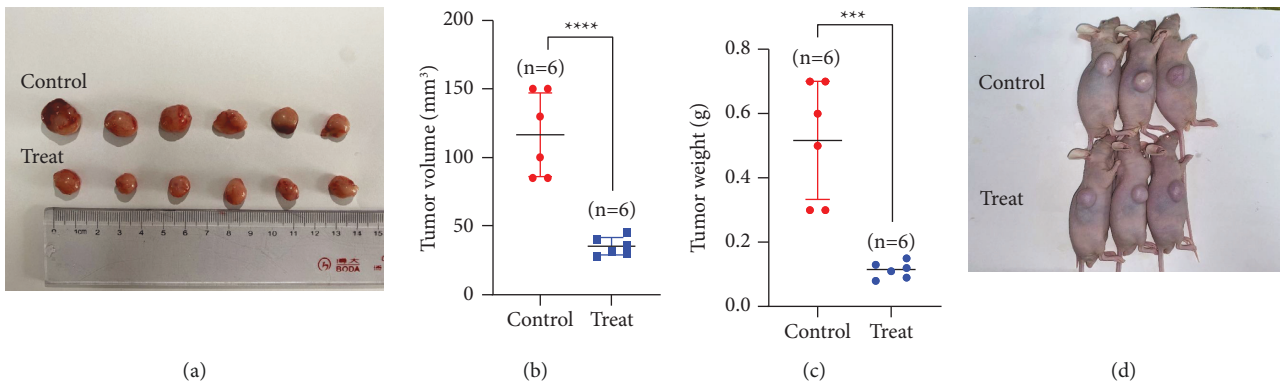 Control
Treat
0 1cm 2 3 4 5 6 7 8 9 10 11 12 13 14 15
BODA
(a)
Tumor volume (mm³)
200
150
100
50
0
****
(n=6)
(n=6)
Control
Treat
(b)
Tumor weight (g)
0.8
0.6
0.4
0.2
0.0
***
(n=6)
(n=6)
Control
Treat
(c)
Control
Treat
(d)